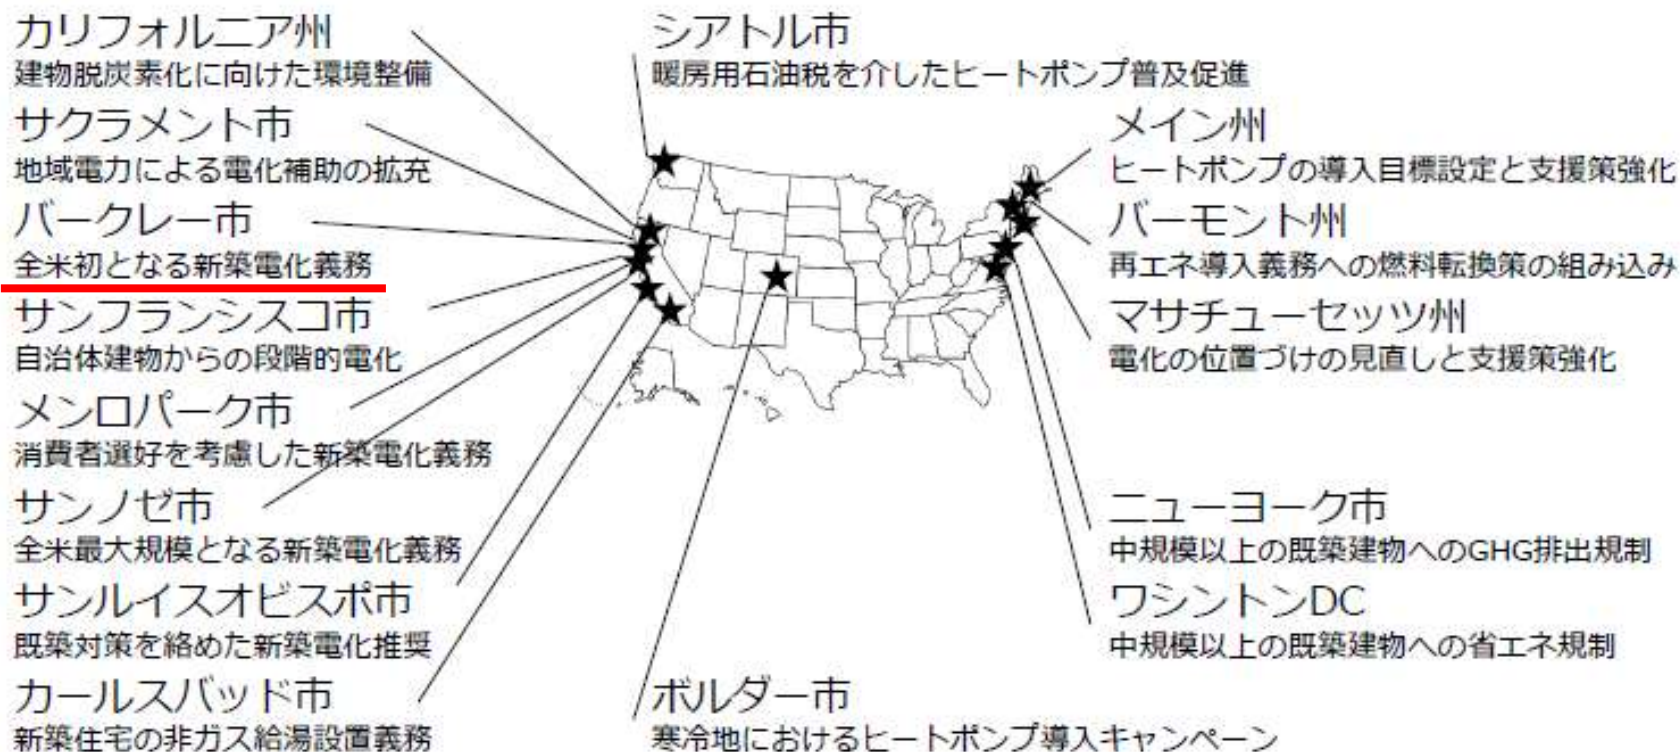 カリフォルニア州
建物脱炭素化に向けた環境整備
サクラメント市
地域電力による電化補助の拡充
バークレー市
全米初となる新築電化義務
サンフランシスコ市
自治体建物からの段階的電化
メンロパーク市
消費者選好を考慮した新築電化義務
サンノゼ市
全米最大規模となる新築電化義務
サンルイスオビスポ市
既築対策を絡めた新築電化推奨
カールスバッド市
新築住宅の非ガス給湯設置義務
シアトル市
暖房用石油税を介したヒートポンプ普及促進
ボルダー市
寒冷地におけるヒートポンプ導入キャンペーン
メイン州
ヒートポンプの導入目標設定と支援策強化
バーモント州
再エネ導入義務への燃料転換策の組み込み
マサチューセッツ州
電化の位置づけの見直しと支援策強化
ニューヨーク市
中規模以上の既築建物へのGHG排出規制
ワシントンDC
中規模以上の既築建物への省エネ規制